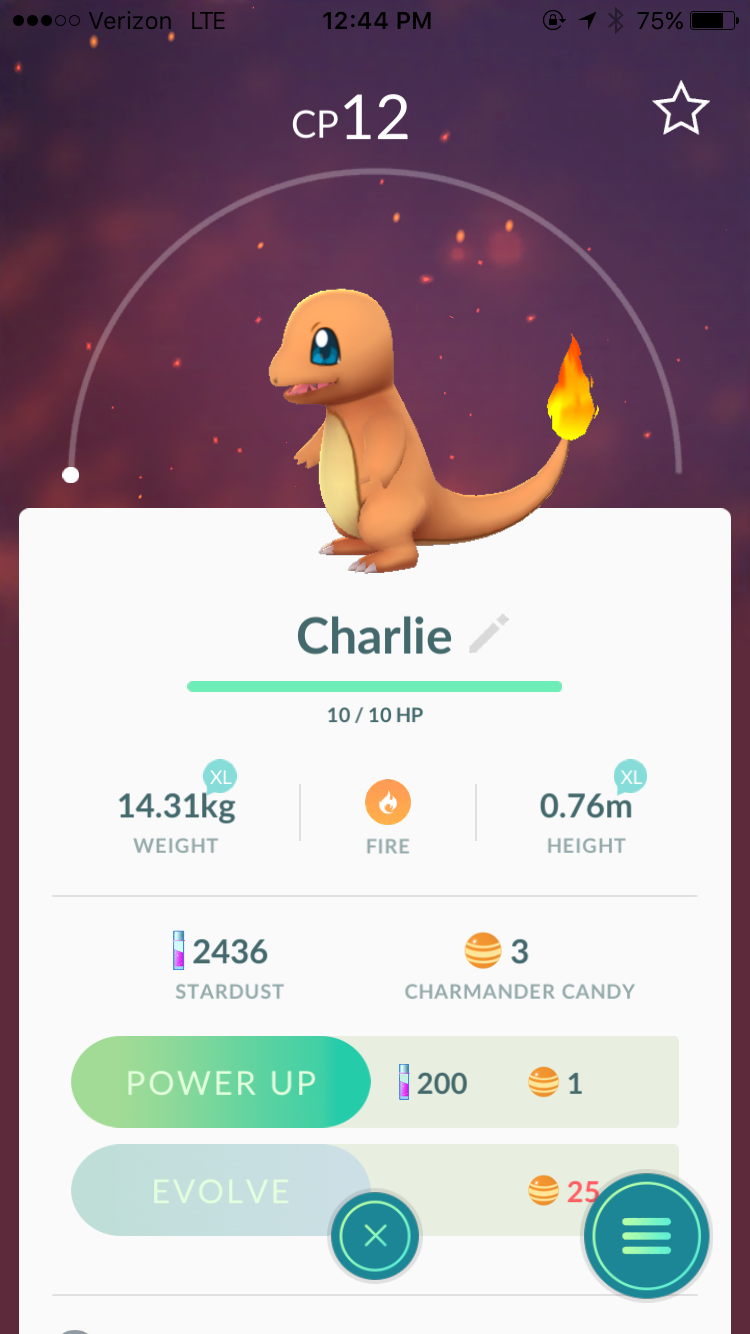 Verizon LTE 12:44 PM 75%
CP12
Charlie
10 / 10 HP
XL XL
14.31kg 0.76m
WEIGHT FIRE HEIGHT
2436 3
STARDUST CHARMANDER CANDY
POWER UP 200 1
EVOLVE 25